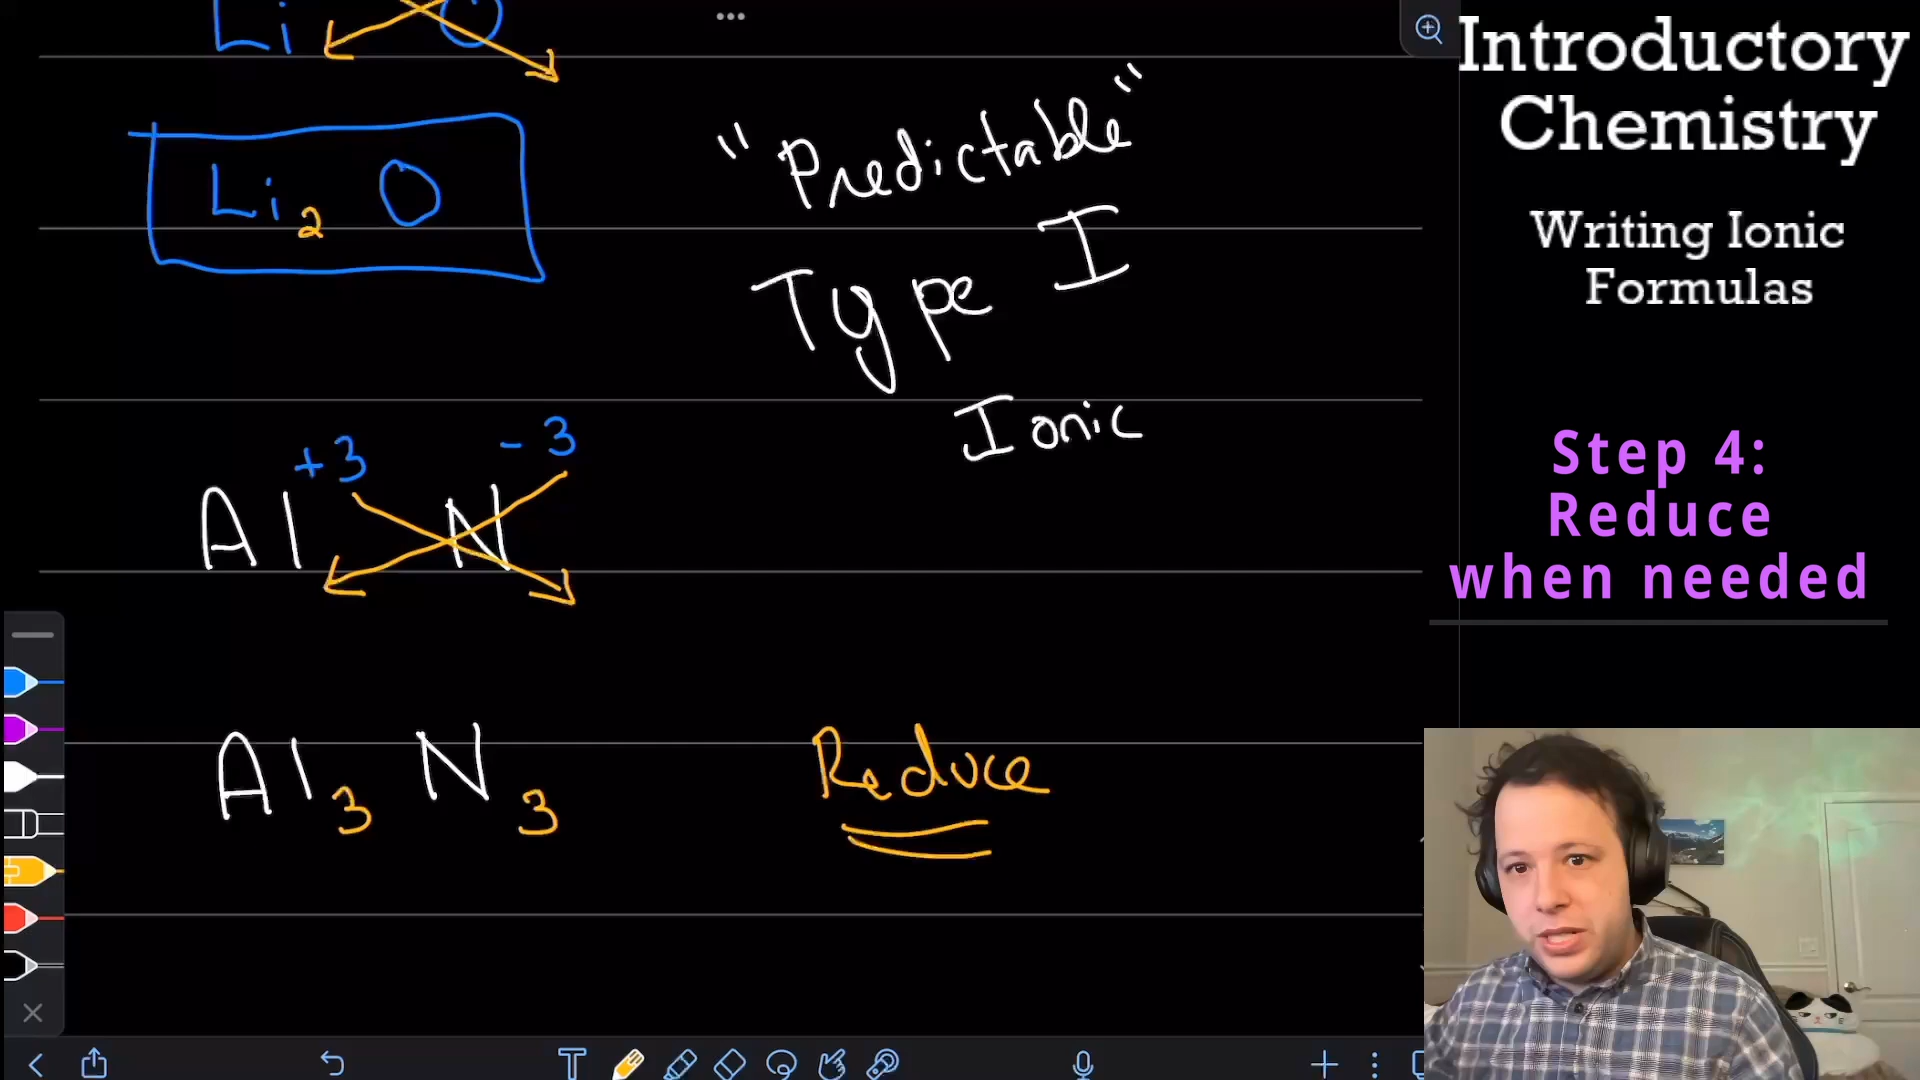 Li O
Li2 O
"Predictable"
Type I
Ionic
Al +3 N - 3
Al3 N3
Reduce
Introductory
Chemistry
Writing Ionic
Formulas
Step 4:
Reduce
when needed
T